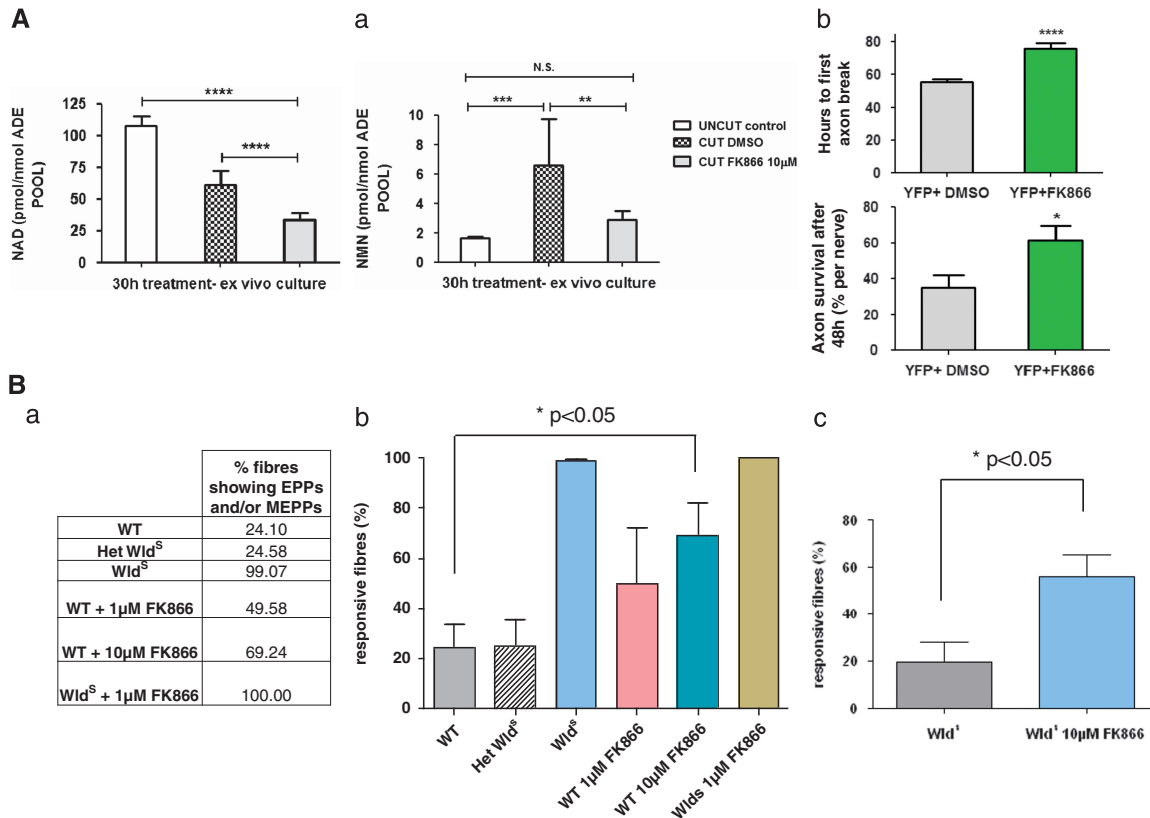 A
a
b
NAD (pmol/nmol ADE
POOL)
125
100
75
50
25
0
****
****
30h treatment- ex vivo culture
NMN (pmol/nmol ADE
POOL)
10
8
6
4
2
0
N.S.
***
**
30h treatment- ex vivo culture
UNCUT control
CUT DMSO
CUT FK866 10µM
Hours to first
axon break
80
60
40
20
0
****
YFP+ DMSO
YFP+FK866
Axon survival after
48h (% per nerve)
80
60
40
20
0
*
YFP+ DMSO
YFP+FK866
B
a
% fibres
showing EPPs
and/or MEPPs
WT 24.10
Het Wld^S 24.58
Wld^S 99.07
WT + 1µM FK866 49.58
WT + 10µM FK866 69.24
Wld^S + 1µM FK866 100.00
b
* p<0.05
responsive fibres (%)
100
80
60
40
20
0
WT
Het Wld^S
Wld^S
WT 1µM FK866
WT 10µM FK866
Wlds 1µM FK866
c
* p<0.05
responsive fibres (%)
80
60
40
20
0
Wld¹
Wld¹ 10µM FK866